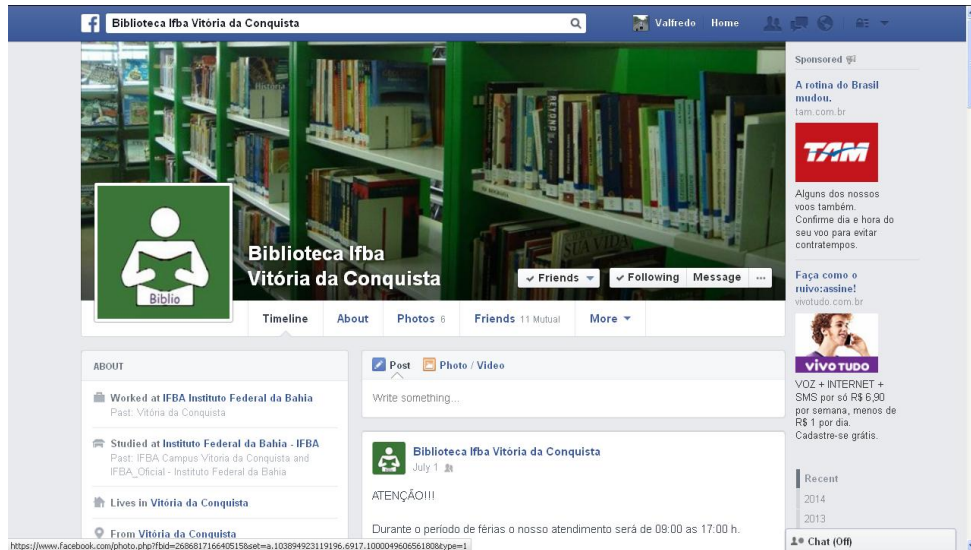 Biblioteca Ifba Vitória da Conquista
Valfredo Home
História
BEYOND
SUA VIDA
Biblio
Biblioteca Ifba
Vitória da Conquista
Friends
Following Message ...
Timeline About Photos 6 Friends 11 Mutual More
ABOUT
Worked at IFBA Instituto Federal da Bahia
Past: Vitória da Conquista
Studied at Instituto Federal da Bahia - IFBA
Past: IFBA Campus Vitoria da Conquista and
IFBA_Oficial - Instituto Federal da Bahia
Lives in Vitória da Conquista
From Vitória da Conquista
Post Photo / Video
Write something...
Biblioteca Ifba Vitória da Conquista
July 1
ATENÇÃO!!!
Durante o período de férias o nosso atendimento será de 09:00 as 17:00 h.
Sponsored
A rotina do Brasil
mudou.
tam.com.br
TAM
Alguns dos nossos
voos também.
Confirme dia e hora do
seu voo para evitar
contratempos.
Faça como o
ruivo:assine!
vivotudo.com.br
vivo TUDO
VOZ + INTERNET +
SMS por só R$ 6,90
por semana, menos de
R$ 1 por dia.
Cadastre-se grátis.
Recent
2014
2013
Chat (Off)
https://www.facebook.com/photo.php?fbid=268681716640515&set=a.103894923119196.6917.100004960656180&type=1